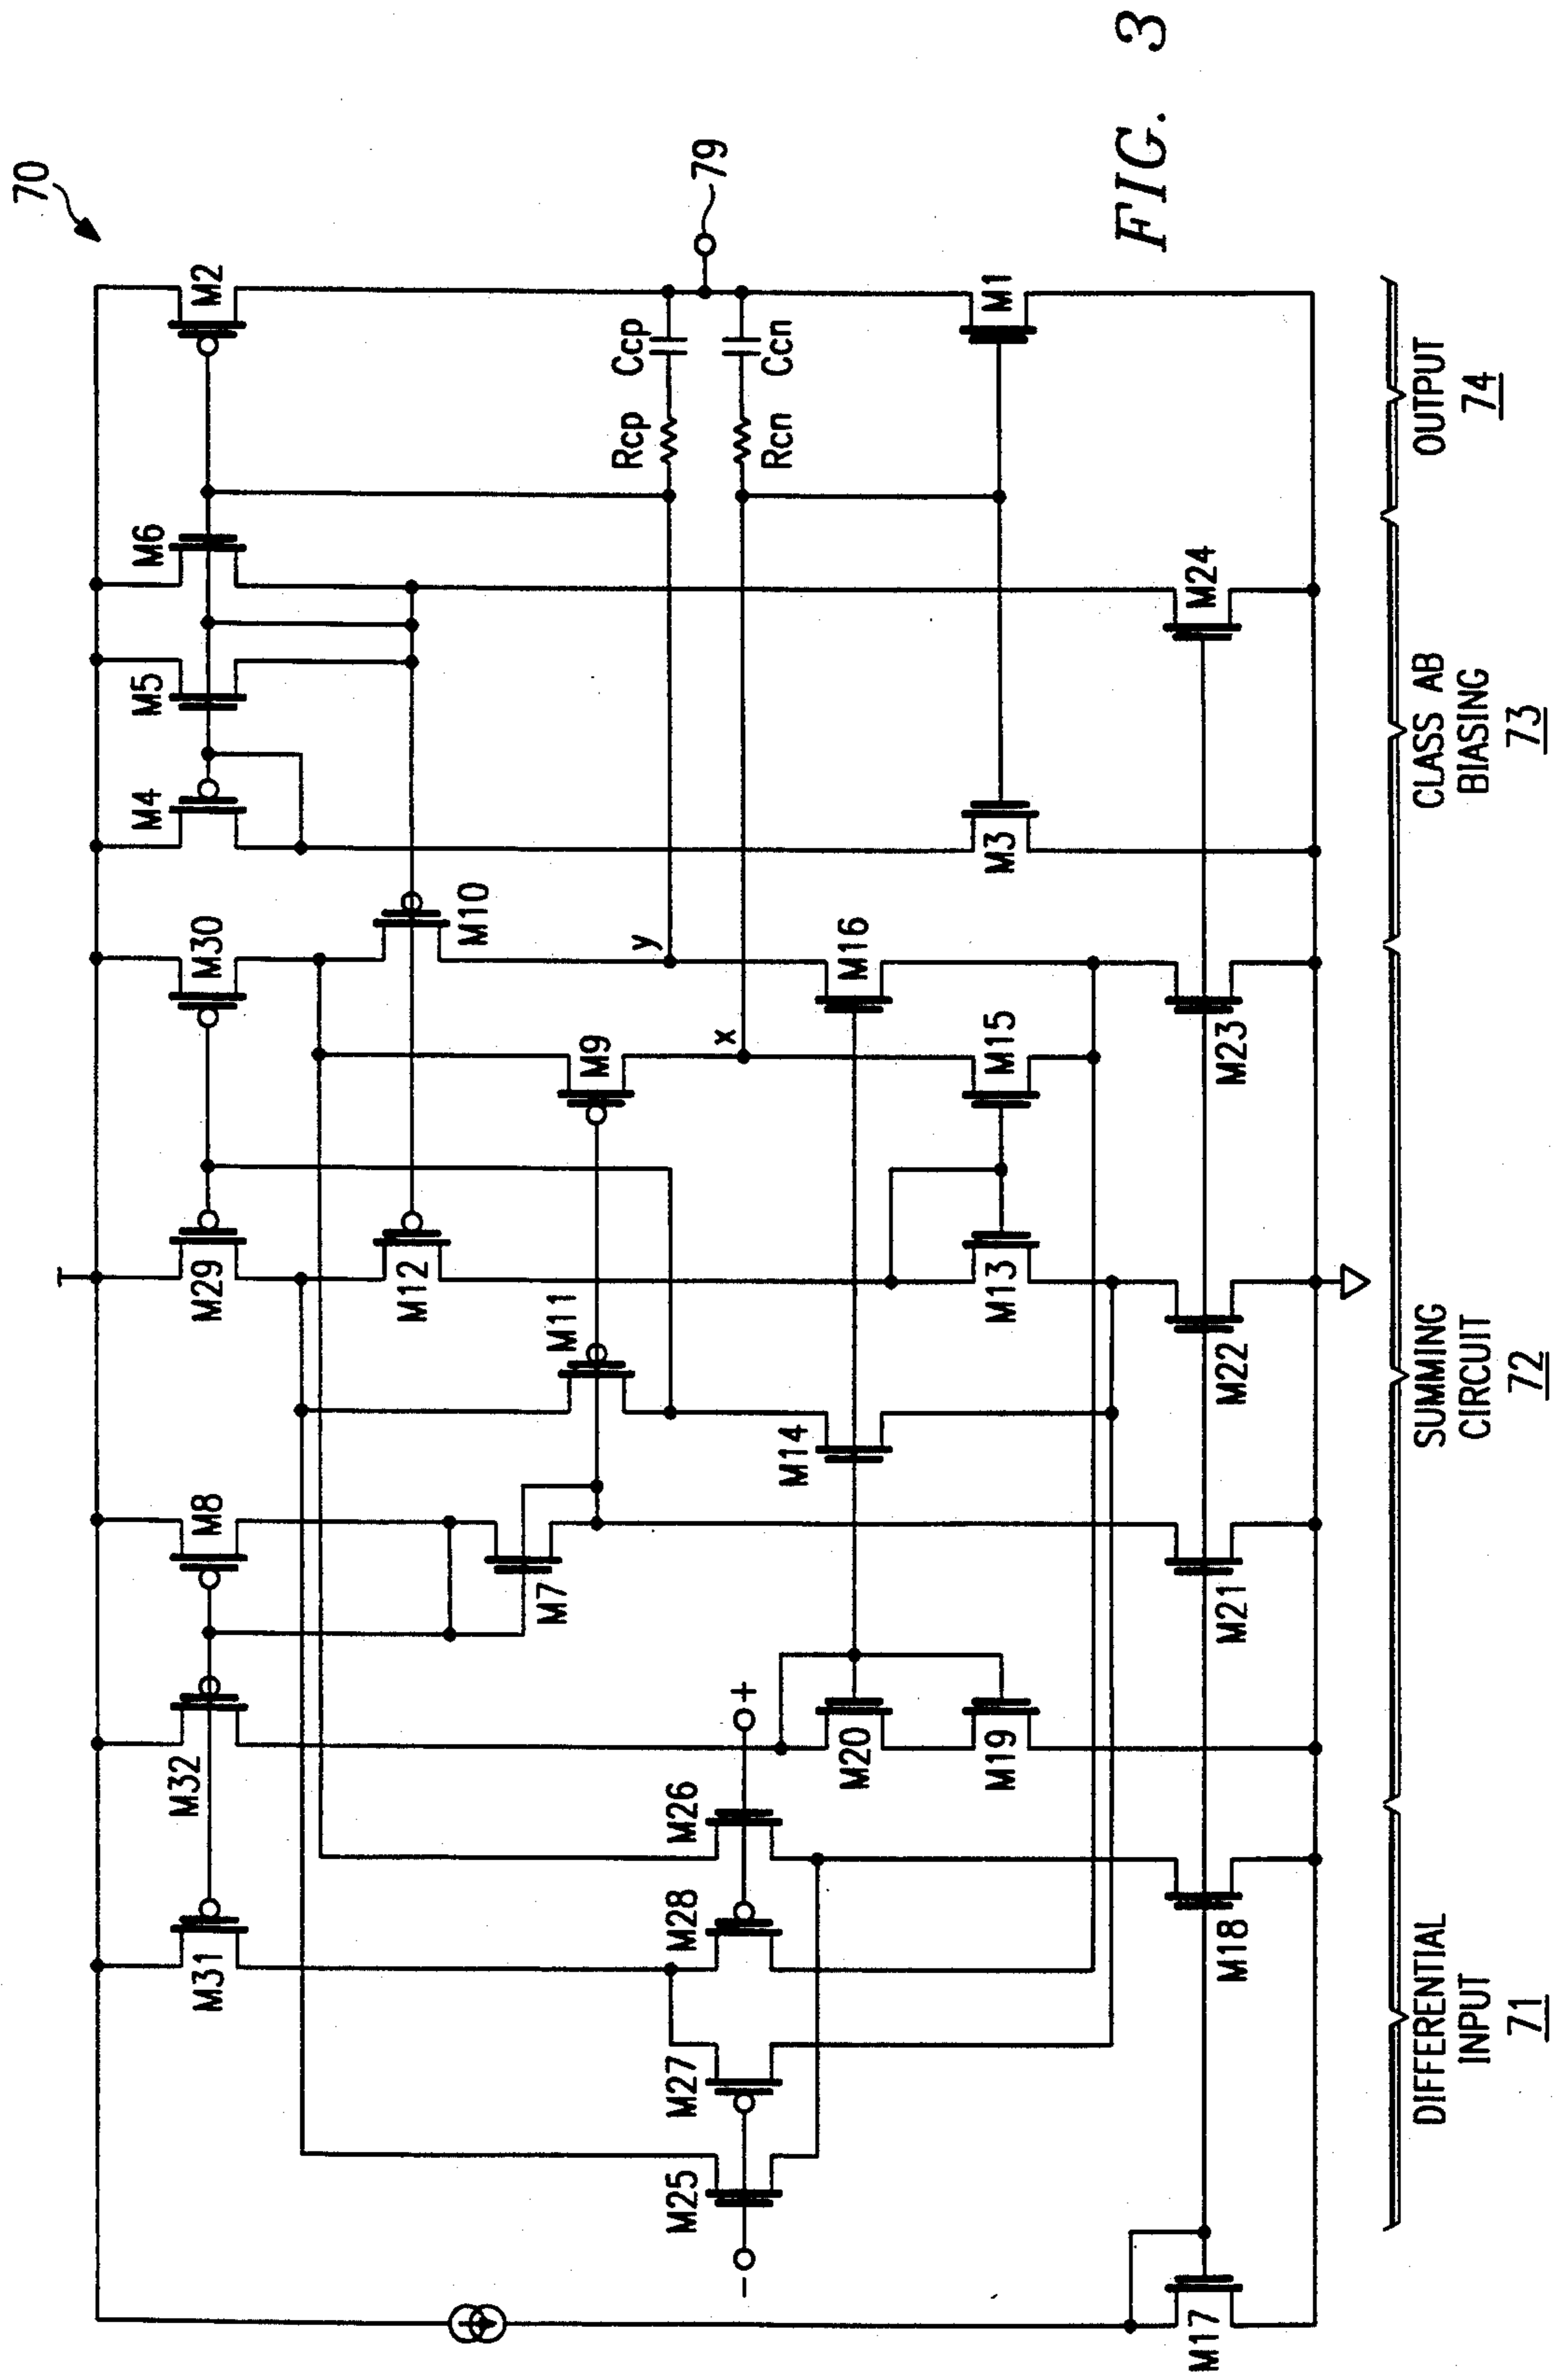 70
M2
M6
M5
M4
M30
M29
M8
M32
M31
M10
M12
M11
M7
M9
79
Ccp
Rcp
Ccn
Rcn
y
x
M1
M3
M16
M15
M14
M13
M20
M19
+
M26
M28
M27
M25
-
M24
M23
M22
M21
M18
M17
DIFFERENTIAL
INPUT
71
SUMMING
CIRCUIT
72
CLASS AB
BIASING
73
OUTPUT
74
FIG. 3